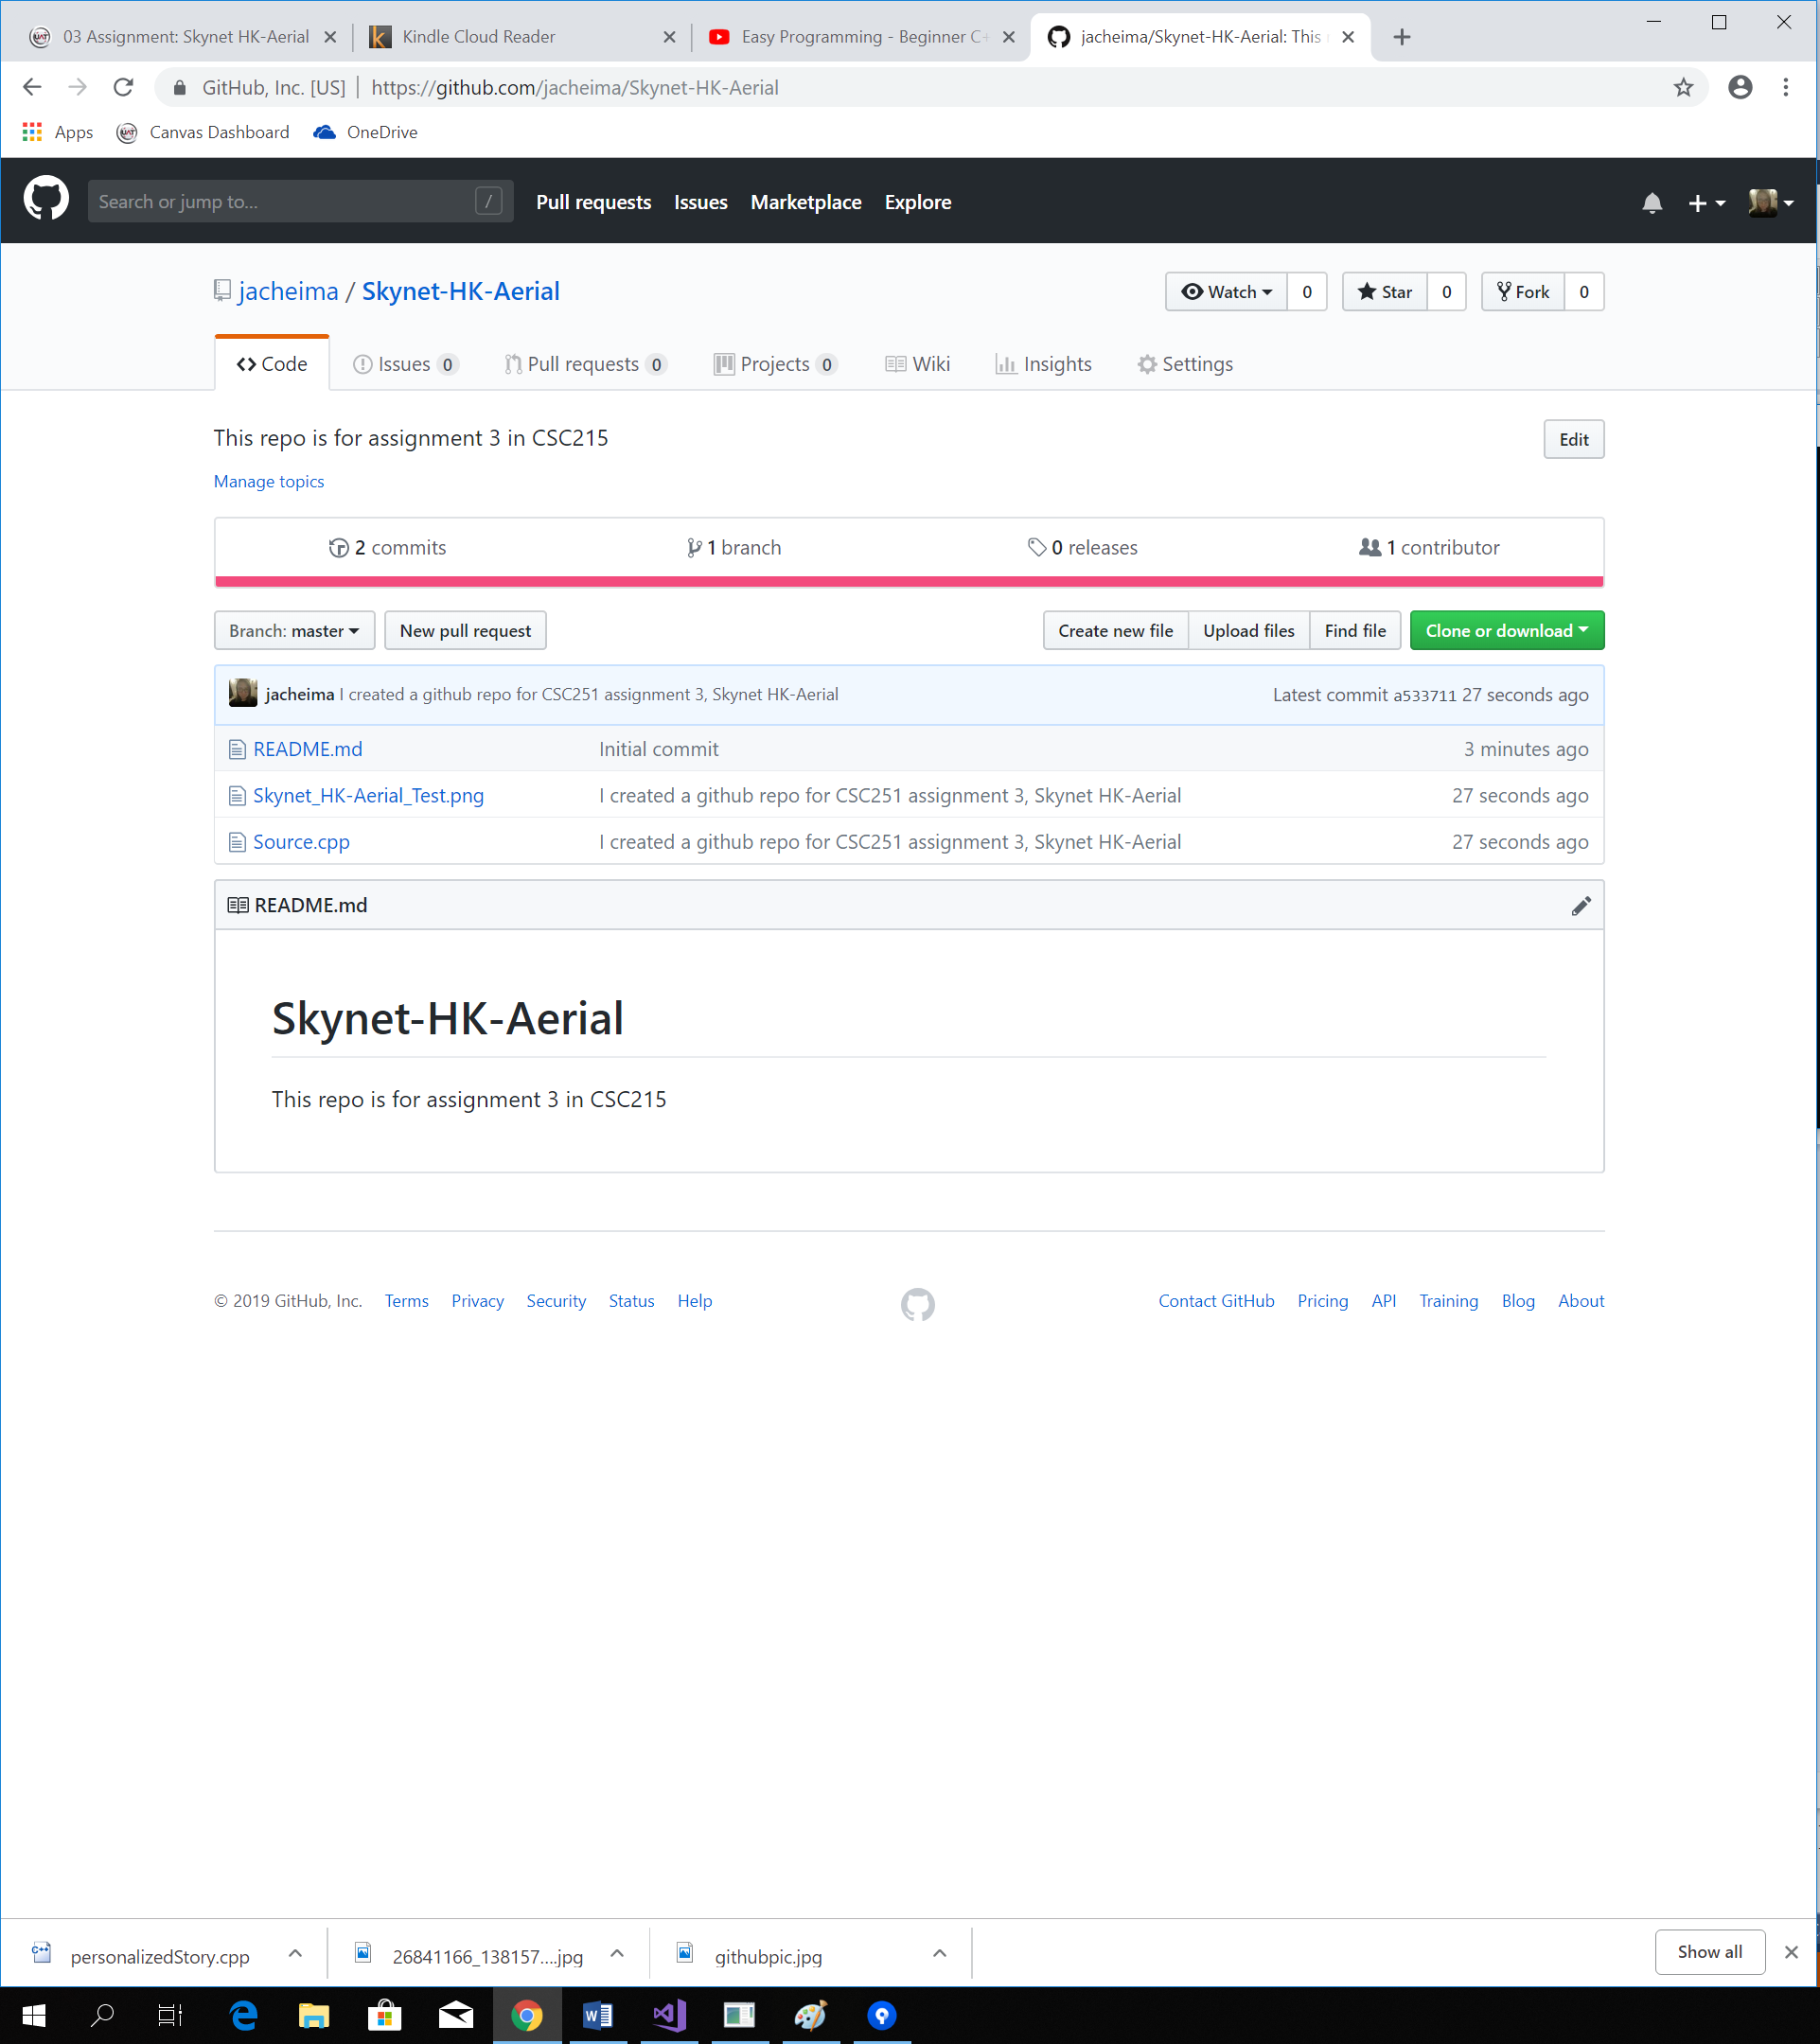 03 Assignment: Skynet HK-Aerial
Kindle Cloud Reader
Easy Programming - Beginner C+
jacheima/Skynet-HK-Aerial: This
GitHub, Inc. [US] | https://github.com/jacheima/Skynet-HK-Aerial
Apps Canvas Dashboard OneDrive
Search or jump to... / Pull requests Issues Marketplace Explore
jacheima / Skynet-HK-Aerial Watch 0 Star 0 Fork 0
Code Issues 0 Pull requests 0 Projects 0 Wiki Insights Settings
This repo is for assignment 3 in CSC215 Edit
Manage topics
2 commits 1 branch 0 releases 1 contributor
Branch: master New pull request Create new file Upload files Find file Clone or download
jacheima I created a github repo for CSC251 assignment 3, Skynet HK-Aerial Latest commit a533711 27 seconds ago
README.md Initial commit 3 minutes ago
Skynet_HK-Aerial_Test.png I created a github repo for CSC251 assignment 3, Skynet HK-Aerial 27 seconds ago
Source.cpp I created a github repo for CSC251 assignment 3, Skynet HK-Aerial 27 seconds ago
README.md
Skynet-HK-Aerial
This repo is for assignment 3 in CSC215
© 2019 GitHub, Inc. Terms Privacy Security Status Help Contact GitHub Pricing API Training Blog About
personalizedStory.cpp 26841166_138157....jpg githubpic.jpg Show all